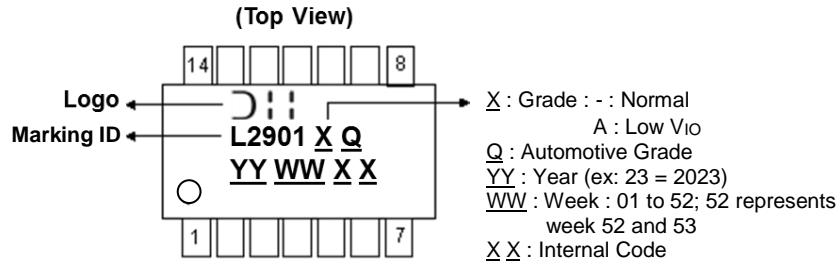 (Top View)
14
8
Logo
Marking ID
L2901 X Q
YY WW X X
1
7
X : Grade : - : Normal
A : Low VIO
Q : Automotive Grade
YY : Year (ex: 23 = 2023)
WW : Week : 01 to 52; 52 represents
week 52 and 53
X X : Internal Code